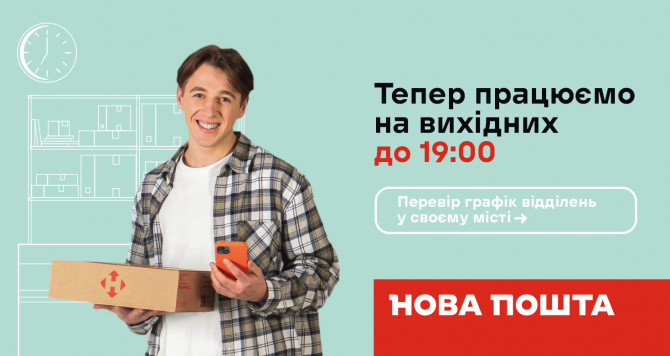 Тепер працюємо
на вихідних
до 19:00
Перевір графік відділень
у своєму місті →
НОВА ПОШТА